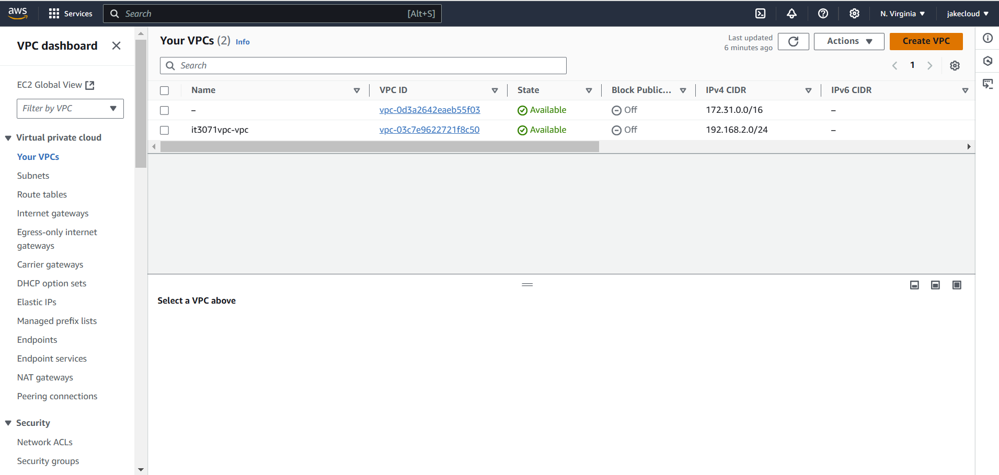 aws
Services
Search
[Alt+S]
N. Virginia
jakecloud
VPC dashboard
EC2 Global View
Filter by VPC
Virtual private cloud
Your VPCs
Subnets
Route tables
Internet gateways
Egress-only internet
gateways
Carrier gateways
DHCP option sets
Elastic IPs
Managed prefix lists
Endpoints
Endpoint services
NAT gateways
Peering connections
Security
Network ACLs
Security groups
Your VPCs (2) Info
Last updated
6 minutes ago
Actions
Create VPC
Search
1
Name VPC ID State Block Public... IPv4 CIDR IPv6 CIDR
– vpc-0d3a2642eaeb55f03 Available Off 172.31.0.0/16 –
it3071vpc-vpc vpc-03c7e9622721f8c50 Available Off 192.168.2.0/24 –
Select a VPC above